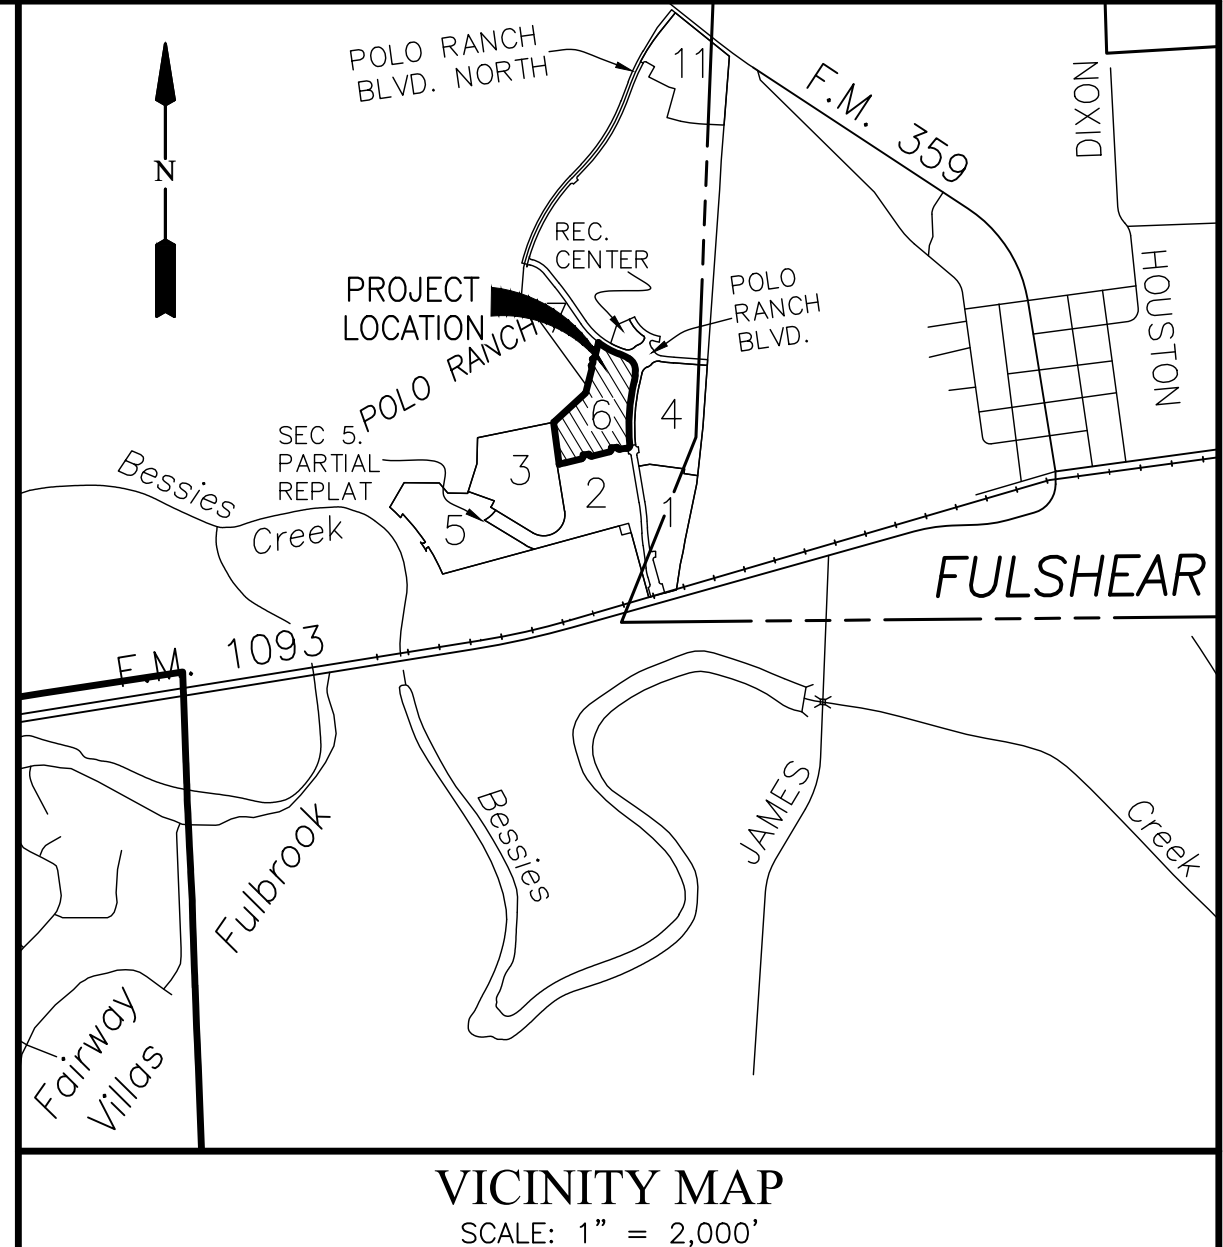 POLO RANCH
BLVD. NORTH
11
F.M. 359
DIXON
N
REC.
CENTER
PROJECT
LOCATION
POLO
RANCH
BLVD.
HOUSTON
POLO RANCH
7
6
4
SEC 5.
PARTIAL
REPLAT
3
2
1
5
Bessies
Creek
FULSHEAR
F.M. 1093
JAMES
Bessies
Creek
Fulbrook
Fairway
Villas
VICINITY MAP
SCALE: 1" = 2,000'